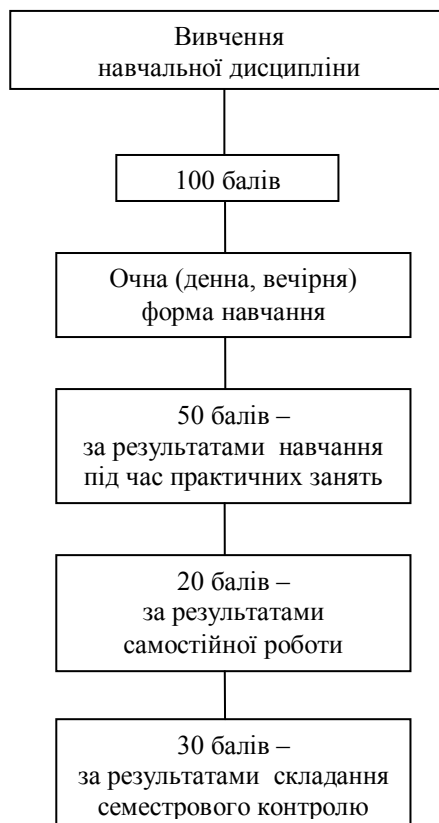 Вивчення
навчальної дисципліни
100 балів
Очна (денна, вечірня)
форма навчання
50 балів –
за результатами навчання
під час практичних занять
20 балів –
за результатами
самостійної роботи
30 балів –
за результатами складання
семестрового контролю